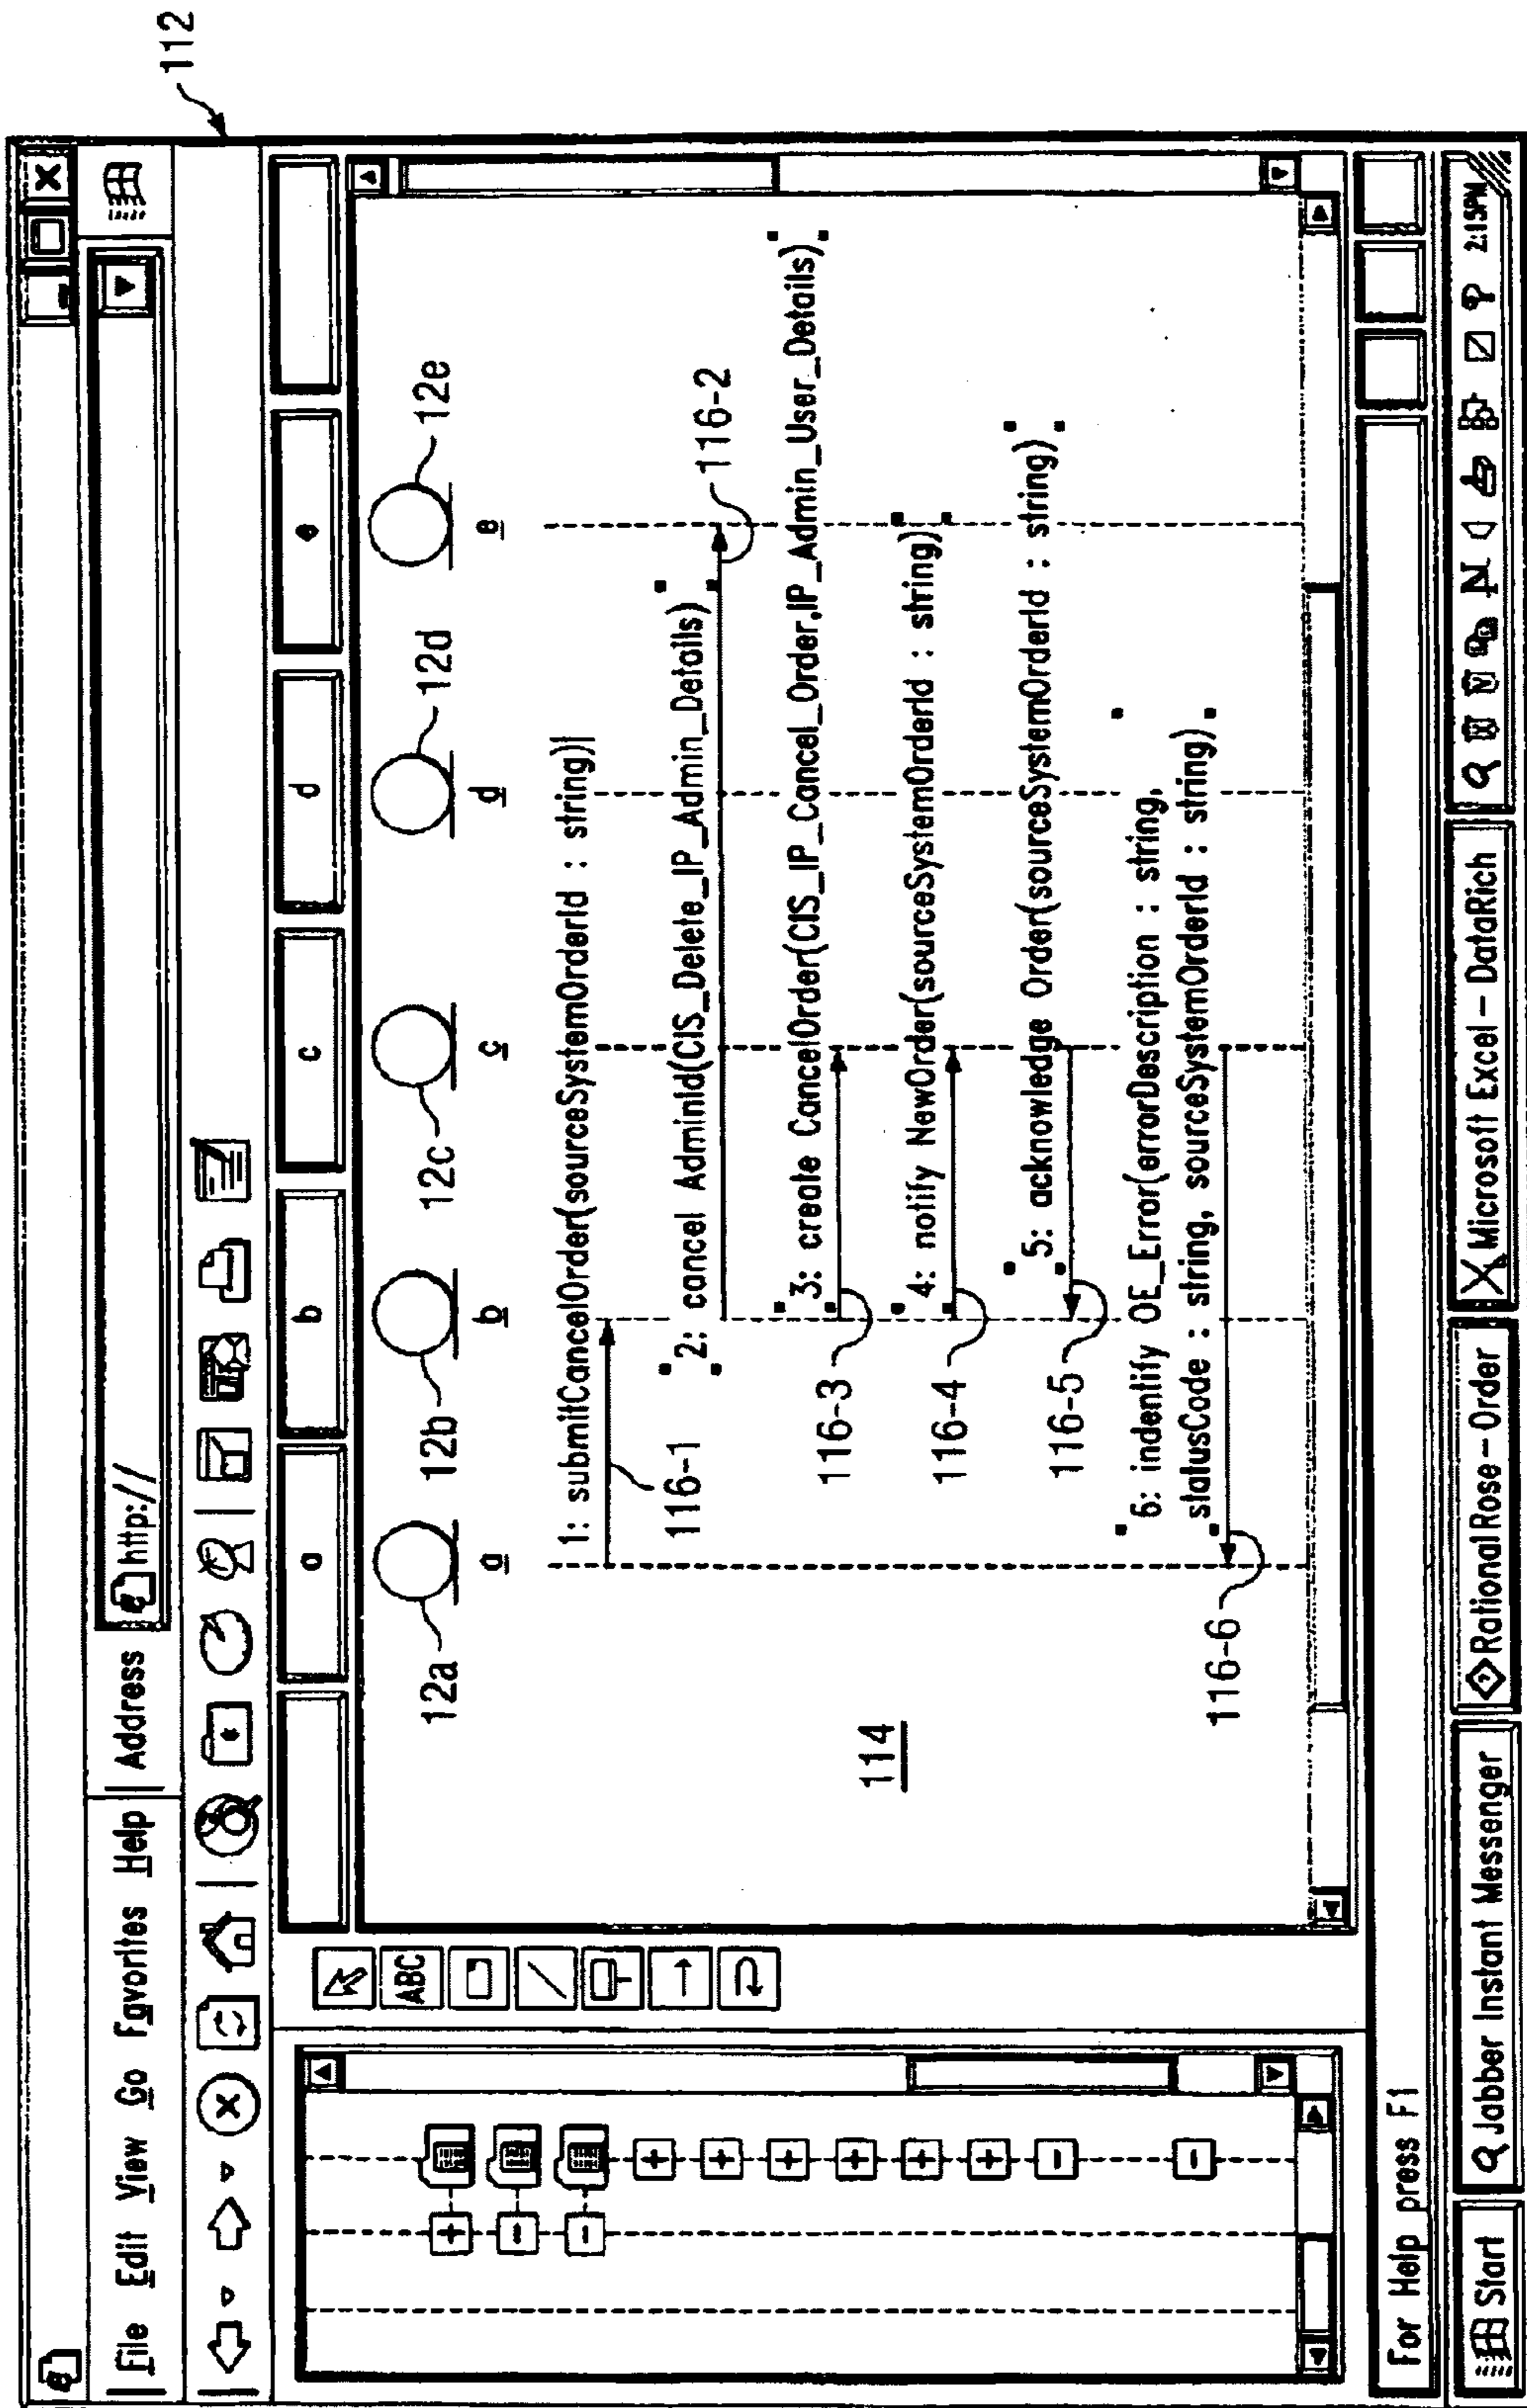 112
File Edit View Go Favorites Help Address http://
a b c d e
12a 12b 12c 12d 12e
a b c d e
1: submitCancelOrder(sourceSystemOrderId : string)
116-1
2: cancel AdminId(CIS_Delete_IP_Admin_Details)
116-2
3: create CancelOrder(CIS_IP_Cancel_Order,IP_Admin_User_Details)
116-3
4: notify NewOrder(sourceSystemOrderId : string)
116-4
5: acknowledge Order(sourceSystemOrderId : string)
116-5
6: indentify OE_Error(errorDescription : string,
statusCode : string, sourceSystemOrderId : string)
116-6
114
ABC
For Help press F1
Start Jabber Instant Messenger Rational Rose – Order Microsoft Excel – DataRich 2:15PM